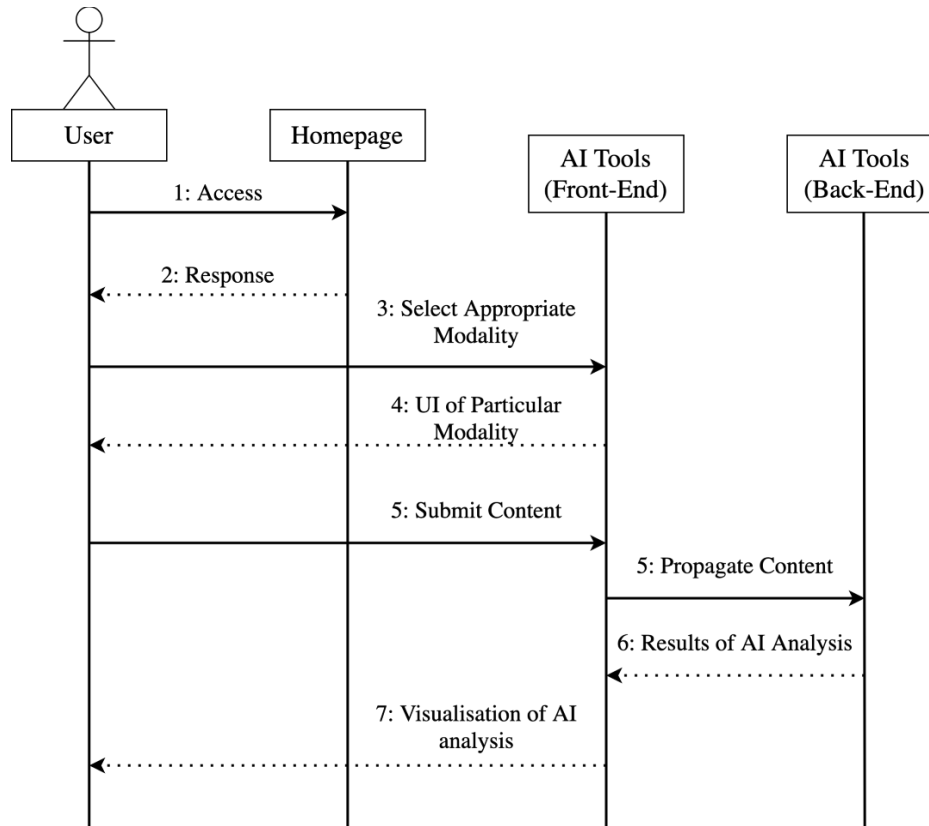 User
Homepage
AI Tools
(Front-End)
AI Tools
(Back-End)
1: Access
2: Response
3: Select Appropriate
Modality
4: UI of Particular
Modality
5: Submit Content
5: Propagate Content
6: Results of AI Analysis
7: Visualisation of AI
analysis